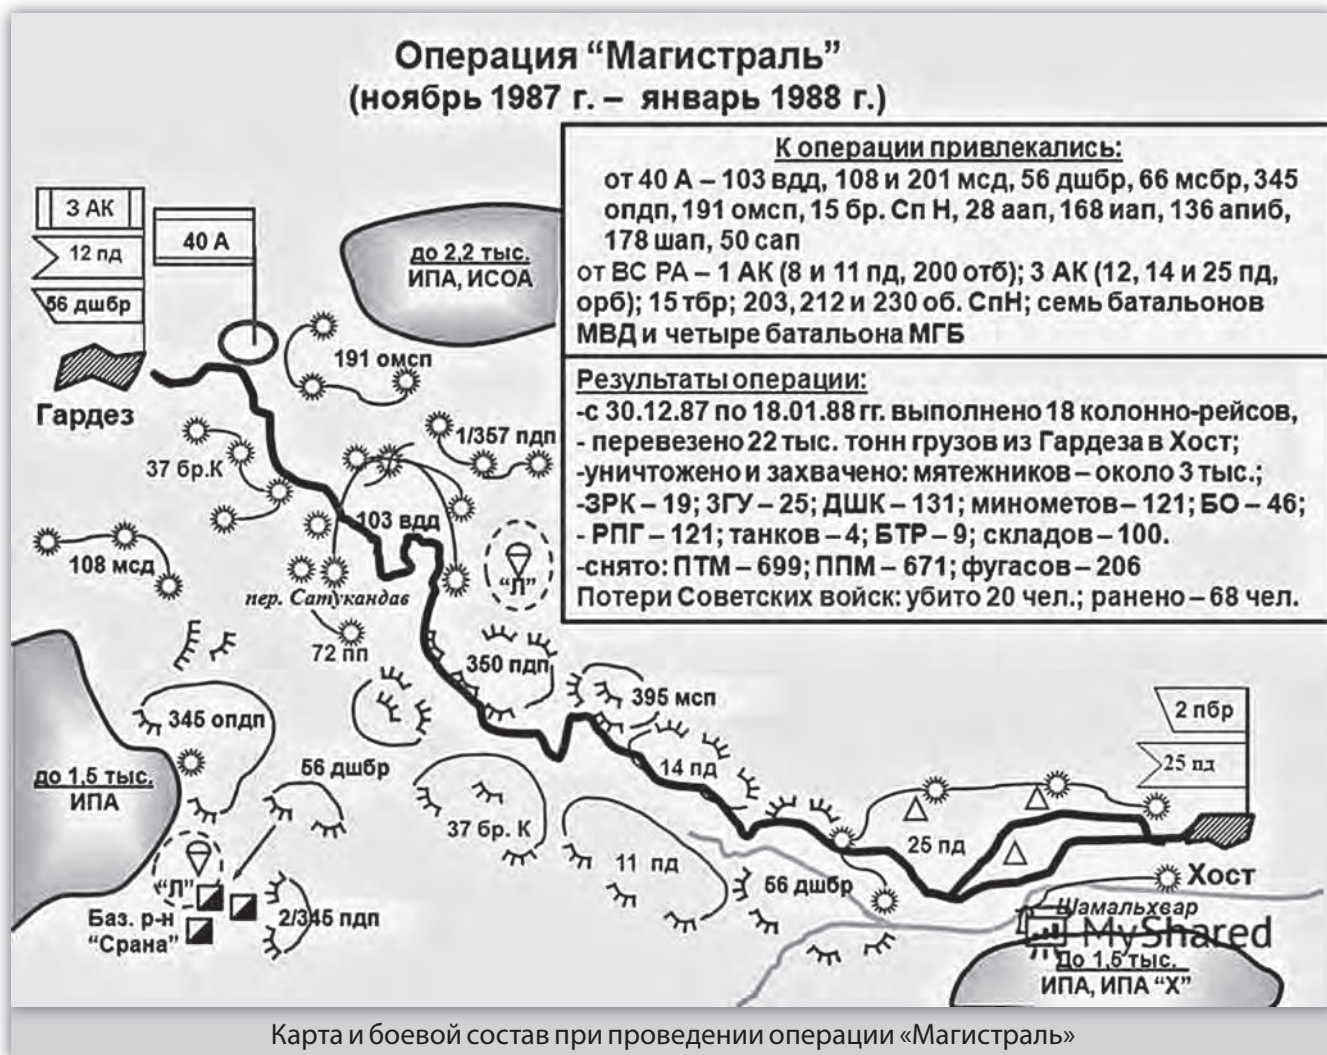 Операция “Магистраль”
(ноябрь 1987 г. – январь 1988 г.)
К операции привлекались:
от 40 А – 103 вдд, 108 и 201 мсд, 56 дшбр, 66 мсбр, 345
опдп, 191 омсп, 15 бр. Сп Н, 28 аап, 168 иап, 136 апиб,
178 шап, 50 сап
от ВС РА – 1 АК (8 и 11 пд, 200 отб); 3 АК (12, 14 и 25 пд,
орб); 15 тбр; 203, 212 и 230 об. СпН; семь батальонов
МВД и четыре батальона МГБ
Результаты операции:
-с 30.12.87 по 18.01.88 гг. выполнено 18 колонно-рейсов,
- перевезено 22 тыс. тонн грузов из Гардеза в Хост;
-уничтожено и захвачено: мятежников – около 3 тыс.;
-ЗРК – 19; ЗГУ – 25; ДШК – 131; минометов – 121; БО – 46;
- РПГ – 121; танков – 4; БТР – 9; складов – 100.
-снято: ПТМ – 699; ППМ – 671; фугасов – 206
Потери Советских войск: убито 20 чел.; ранено – 68 чел.
3 АК
12 пд
56 дшбр
40 А
до 2,2 тыс.
ИПА, ИСОА
Гардез
191 омсп
1/357 пдп
37 бр.К
103 вдд
108 мсд
“Л”
пер. Сатукандав
72 пп
350 пдп
395 мсп
345 опдп
2 пбр
25 пд
до 1,5 тыс.
ИПА
56 дшбр
14 пд
37 бр. К
11 пд
25 пд
56 дшбр
“Л”
Баз. р-н
“Срана”
2/345 пдп
Хост
Шамальхвар
MyShared
До 1,5 тыс.
ИПА, ИПА “Х”
Карта и боевой состав при проведении операции «Магистраль»